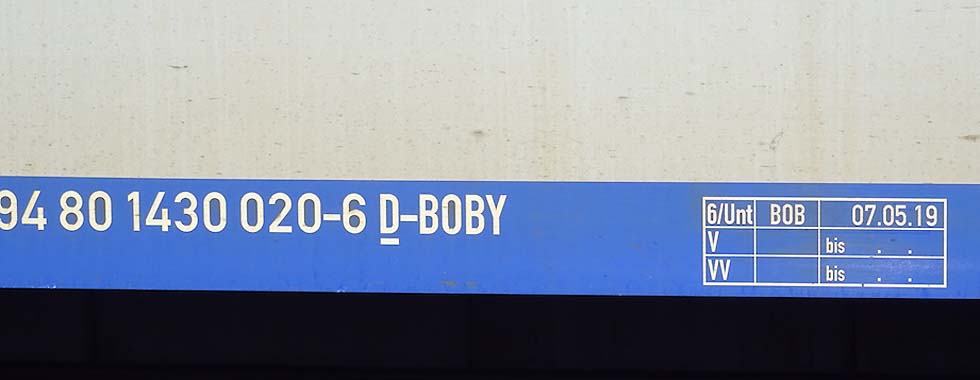 94 80 1430 020-6 D-BOBY
6/Unt BOB 07.05.19
V bis . .
VV bis . .